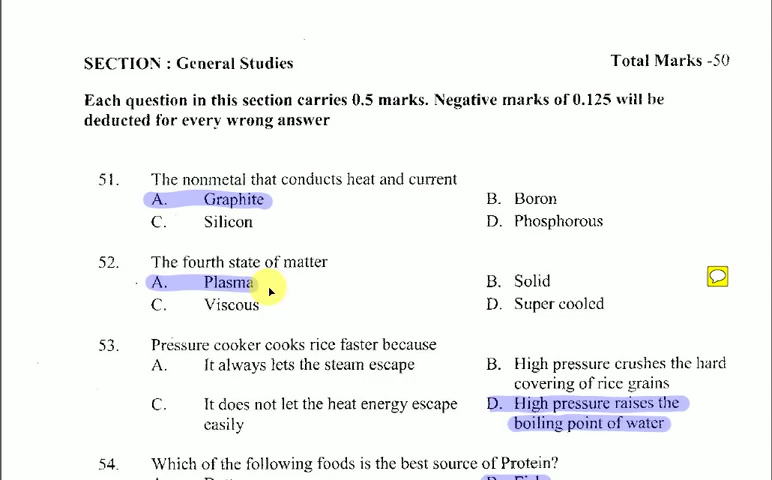 SECTION : General Studies Total Marks -50
Each question in this section carries 0.5 marks. Negative marks of 0.125 will be
deducted for every wrong answer
51. The nonmetal that conducts heat and current
A. Graphite B. Boron
C. Silicon D. Phosphorous
52. The fourth state of matter
A. Plasma B. Solid
C. Viscous D. Super cooled
53. Pressure cooker cooks rice faster because
A. It always lets the steam escape B. High pressure crushes the hard
covering of rice grains
C. It does not let the heat energy escape D. High pressure raises the
easily boiling point of water
54. Which of the following foods is the best source of Protein?